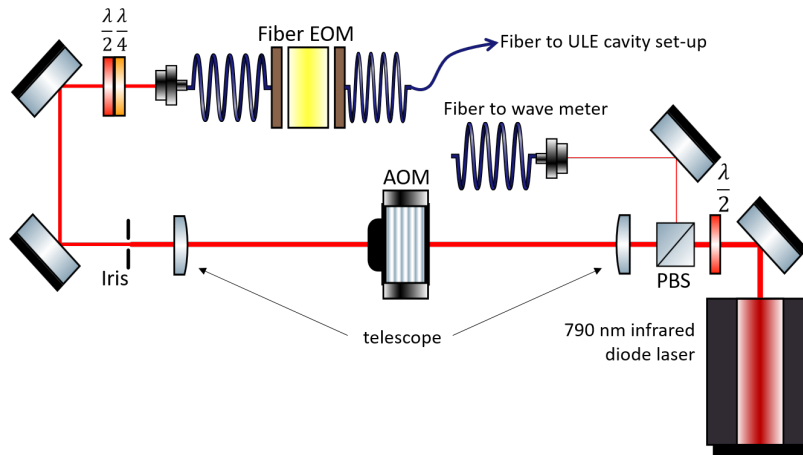 λ/2 λ/4
Fiber EOM
Fiber to ULE cavity set-up
Fiber to wave meter
AOM
λ/2
Iris
PBS
telescope
790 nm infrared
diode laser